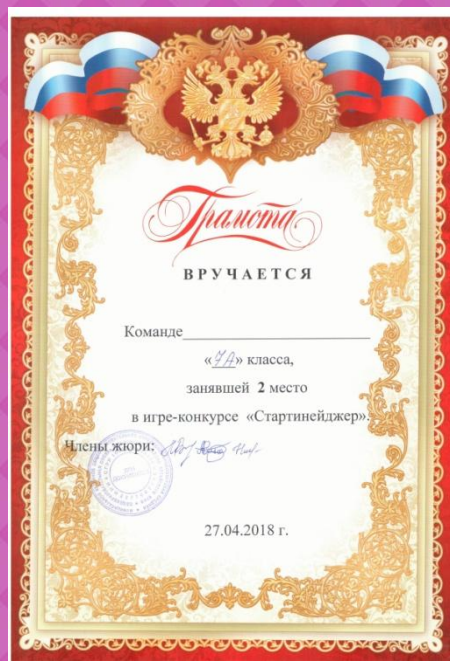 Грамота
ВРУЧАЕТСЯ
Команде
«7А» класса,
занявшей 2 место
в игре-конкурсе «Стартинейджер».
Члены жюри:
27.04.2018 г.